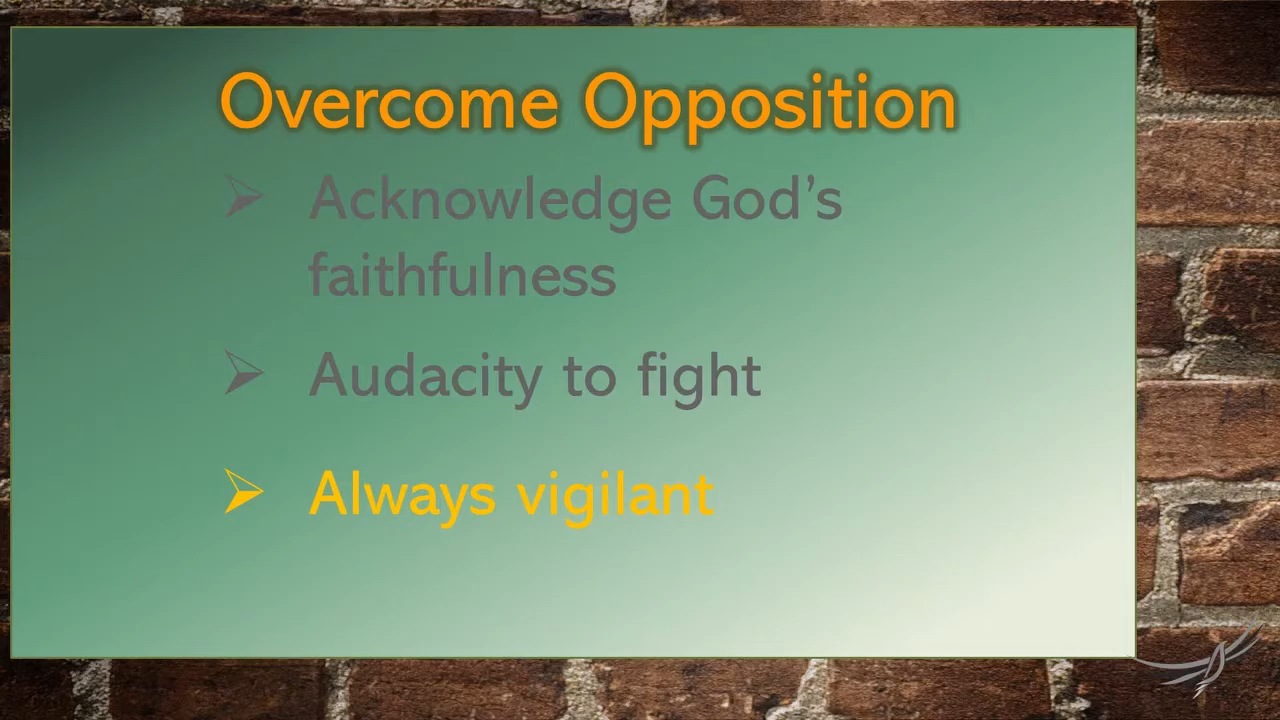 Overcome Opposition
Acknowledge God’s
faithfulness
Audacity to fight
Always vigilant